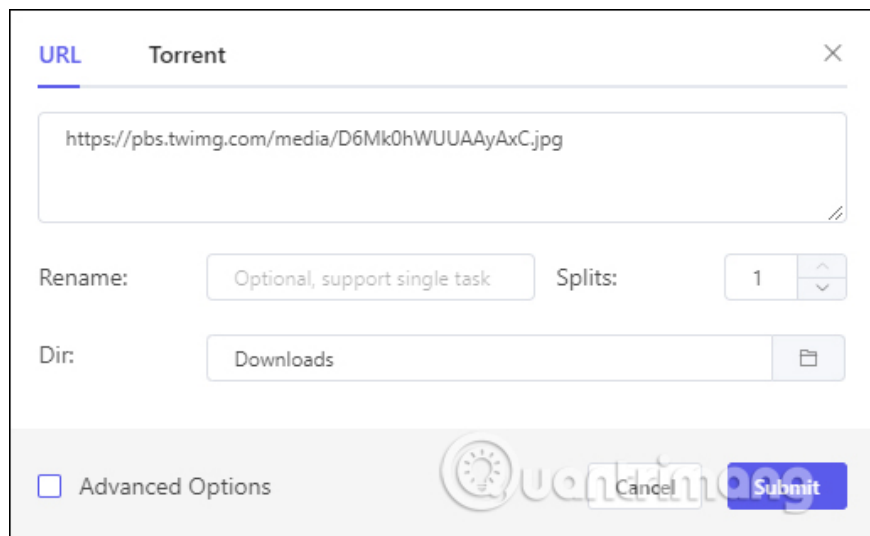 URL Torrent
https://pbs.twimg.com/media/D6Mk0hWUUAAyAxC.jpg
Rename: Optional, support single task Splits: 1
Dir: Downloads
Advanced Options Cancel Submit
Quantrimang